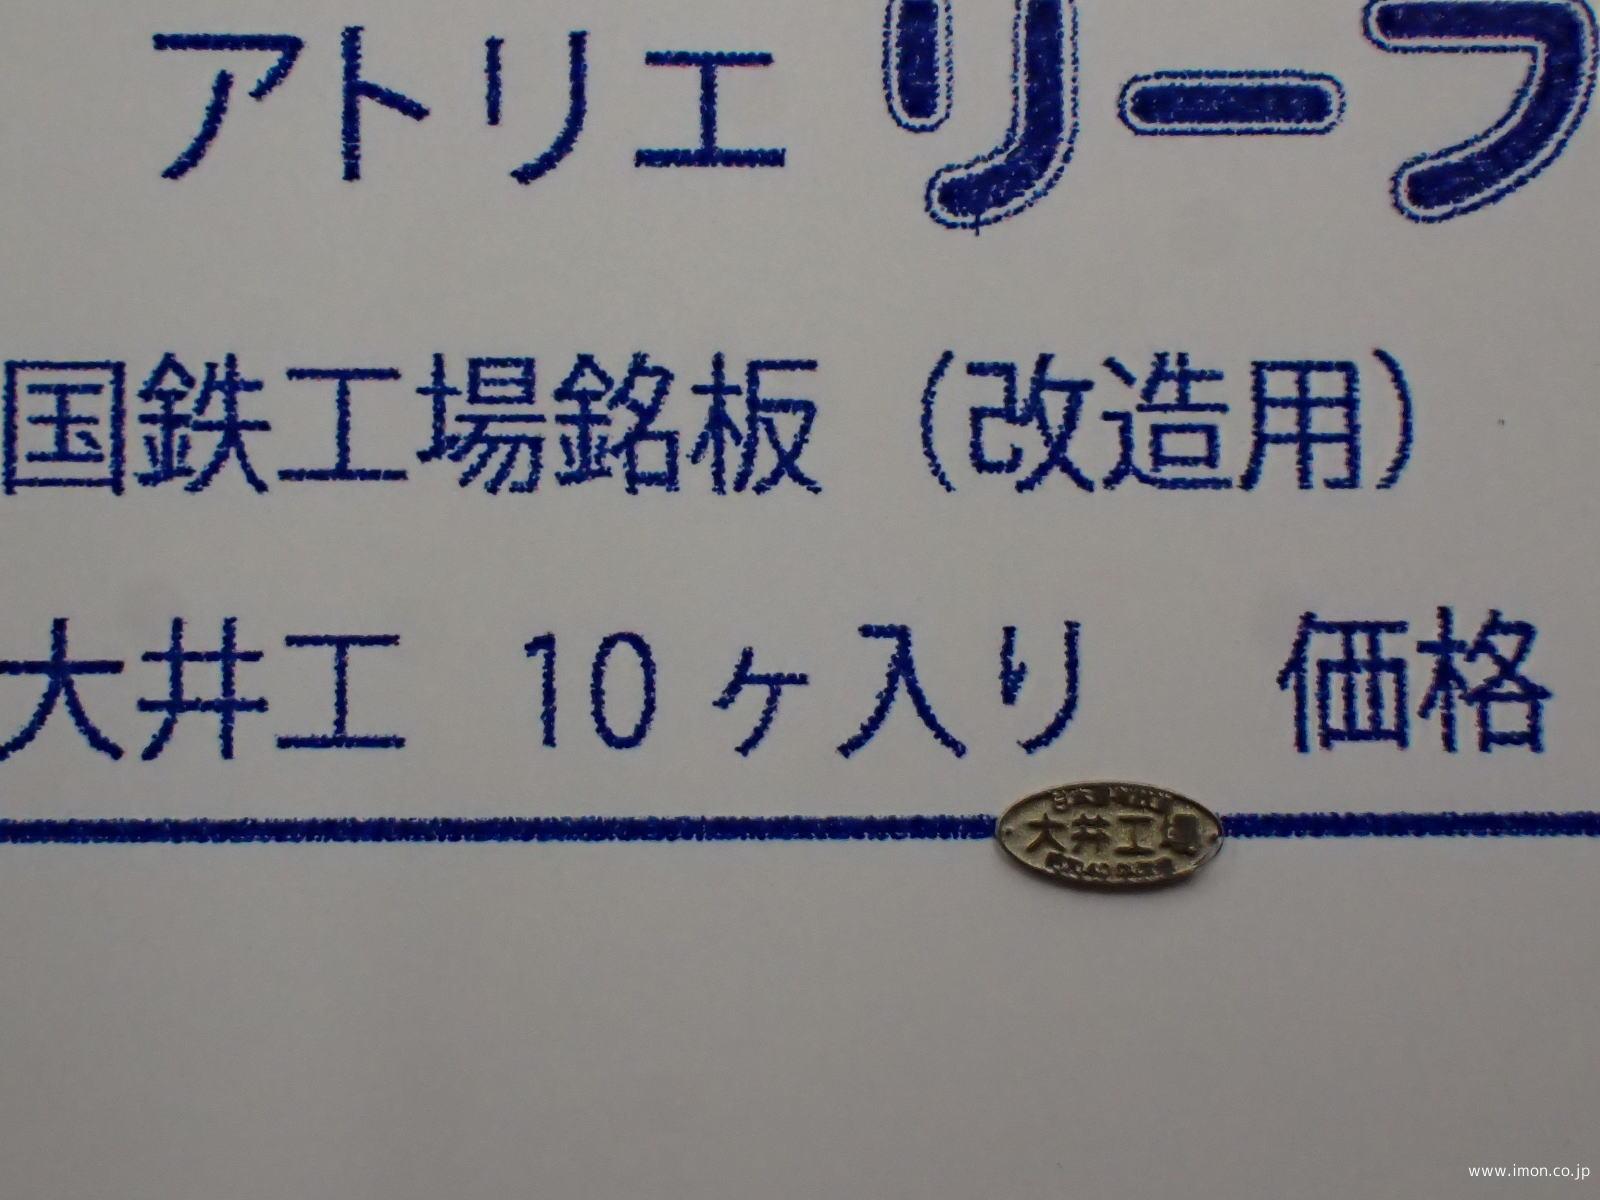 アトリエ リーフ
国鉄工場銘板 (改造用)
大井工 10ヶ入り 価格
大井工場
www.imon.co.jp